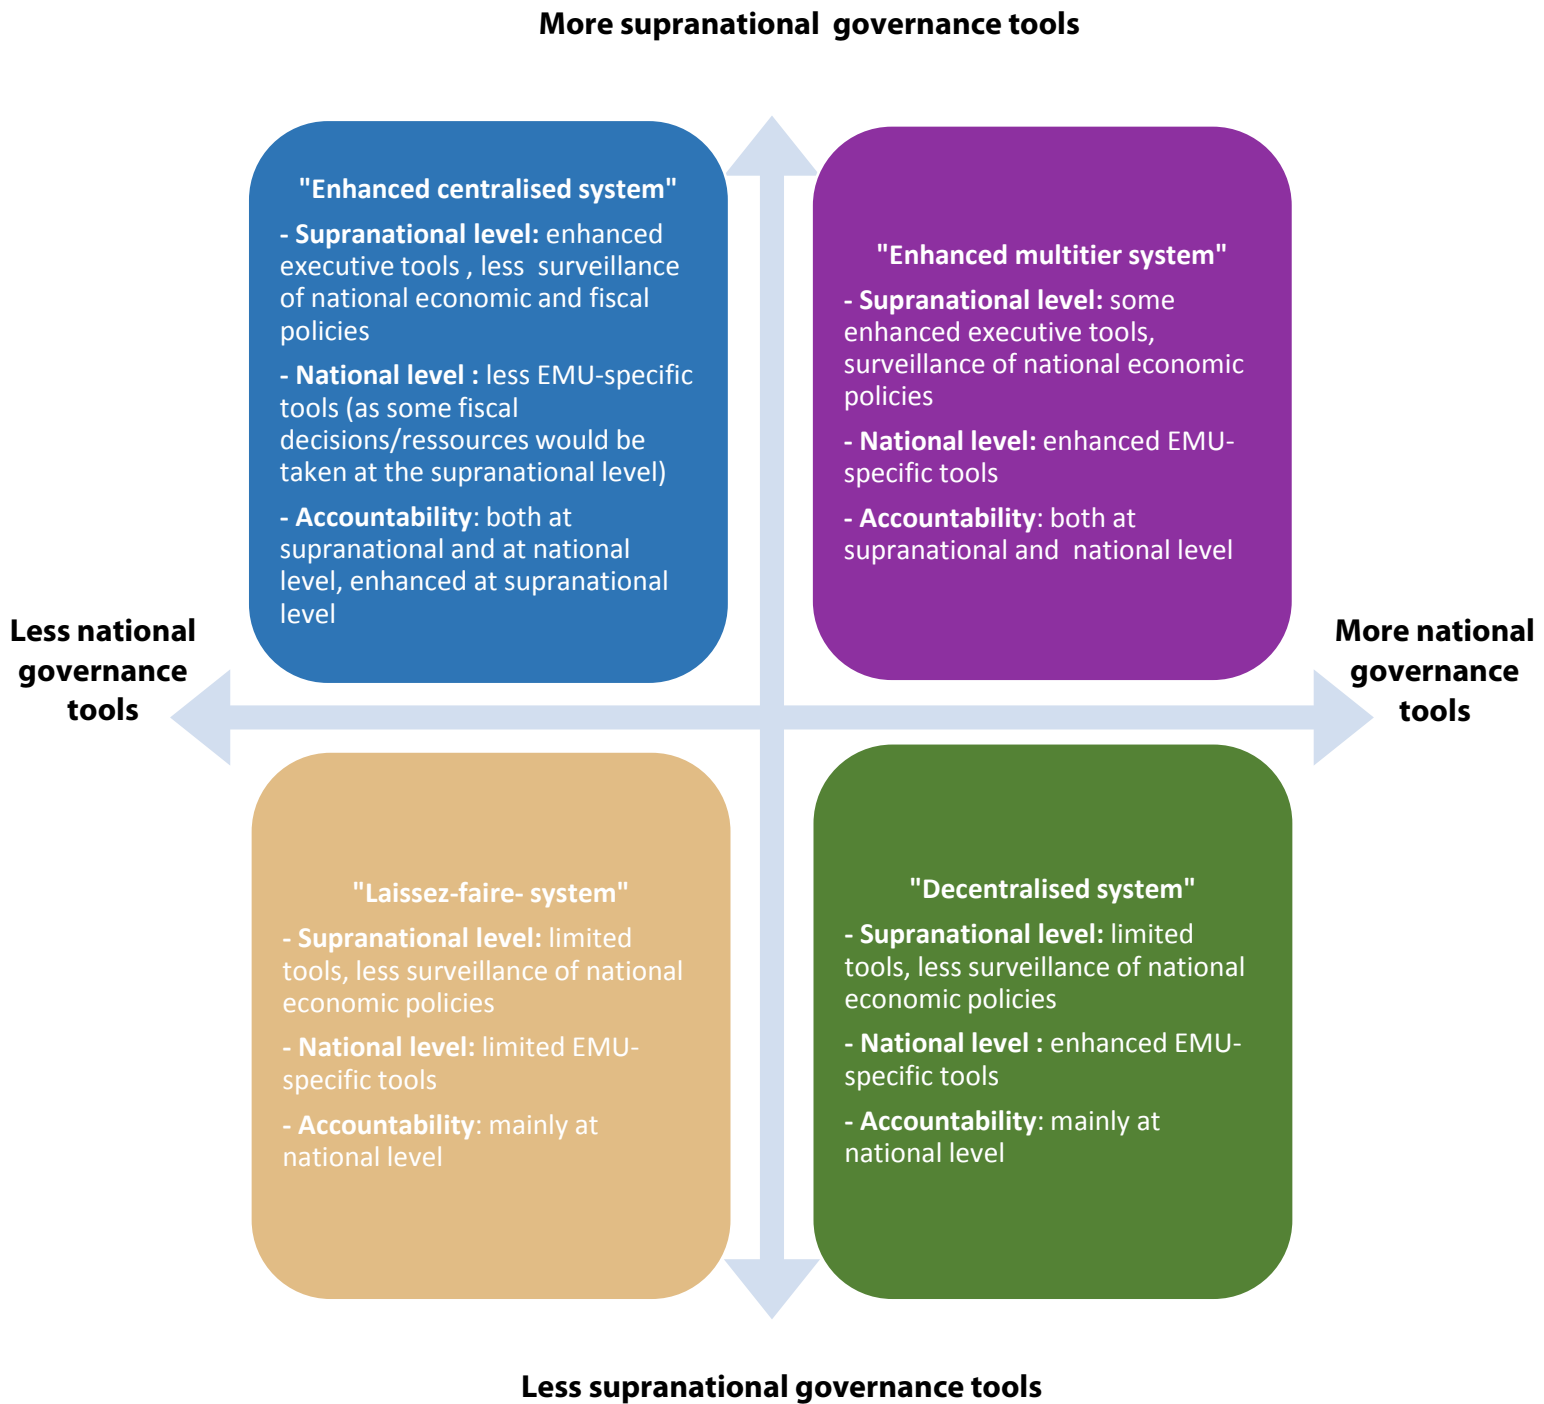 More supranational  governance tools
"Enhanced centralised system"
- Supranational level: enhanced
executive tools , less  surveillance
of national economic and fiscal
policies
- National level : less EMU-specific
tools (as some fiscal
decisions/ressources would be
taken at the supranational level)
- Accountability: both at
supranational and at national
level, enhanced at supranational
level
"Enhanced multitier system"
- Supranational level: some
enhanced executive tools,
surveillance of national economic
policies
- National level: enhanced EMU-
specific tools
- Accountability: both at
supranational and  national level
Less national
governance
tools
More national
governance
tools
"Laissez-faire- system"
- Supranational level: limited
tools, less surveillance of national
economic policies
- National level: limited EMU-
specific tools
- Accountability: mainly at
national level
"Decentralised system"
- Supranational level: limited
tools, less surveillance of national
economic policies
- National level : enhanced EMU-
specific tools
- Accountability: mainly at
national level
Less supranational governance tools